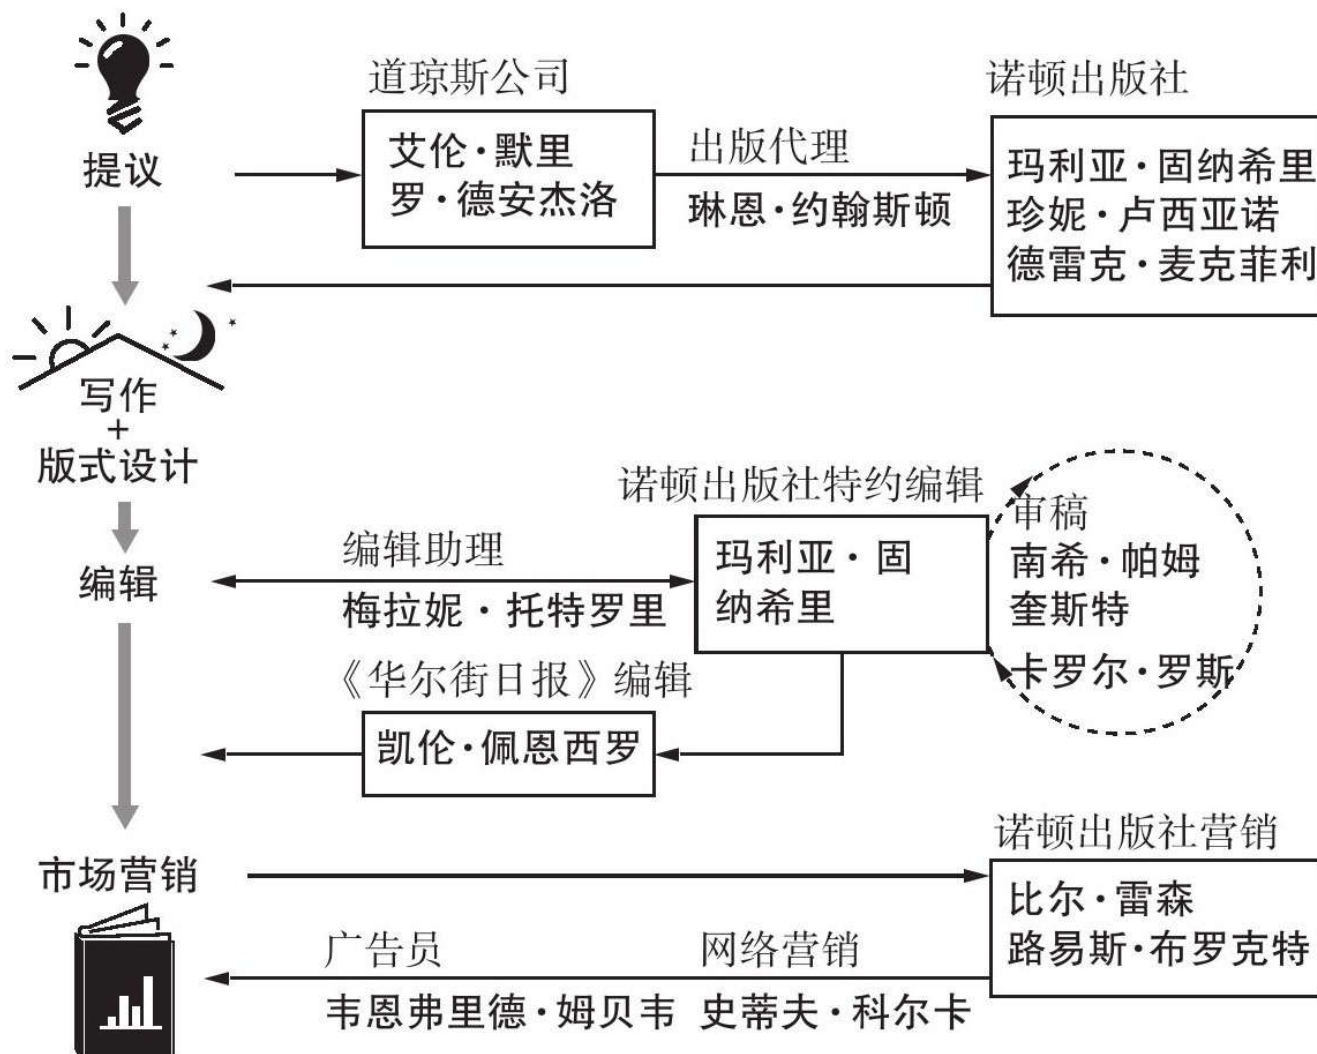 道琼斯公司
诺顿出版社
提议
艾伦·默里
罗·德安杰洛
出版代理
琳恩·约翰斯顿
玛利亚·固纳希里
珍妮·卢西亚诺
德雷克·麦克菲利
写作
+
版式设计
诺顿出版社特约编辑
审稿
南希·帕姆
奎斯特
卡罗尔·罗斯
编辑助理
梅拉妮·托特罗里
玛利亚·固
纳希里
编辑
《华尔街日报》编辑
凯伦·佩恩西罗
诺顿出版社营销
市场营销
比尔·雷森
路易斯·布罗克特
广告员
韦恩弗里德·姆贝韦
网络营销
史蒂夫·科尔卡